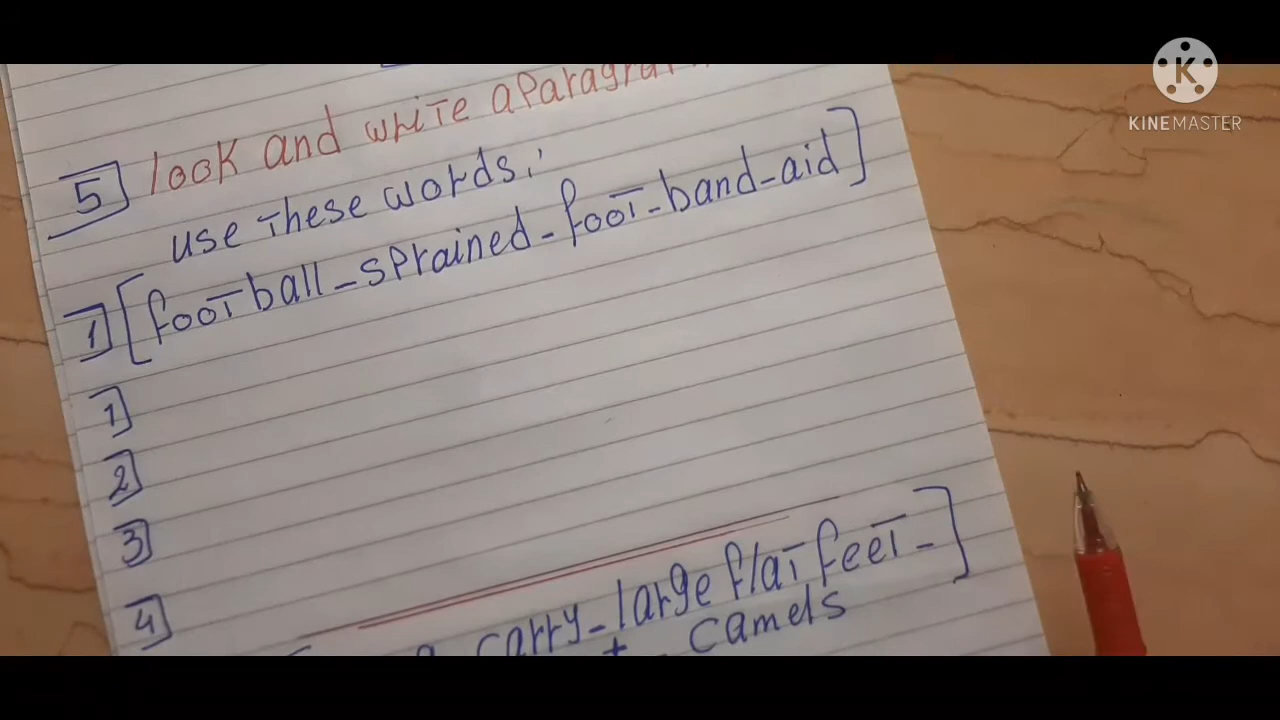 KINEMASTER
5 look and write a Paragraph
use these words:
1 [football - sprained - foot - band-aid]
1
2
3
4
carry - large flat feet - ]
camels